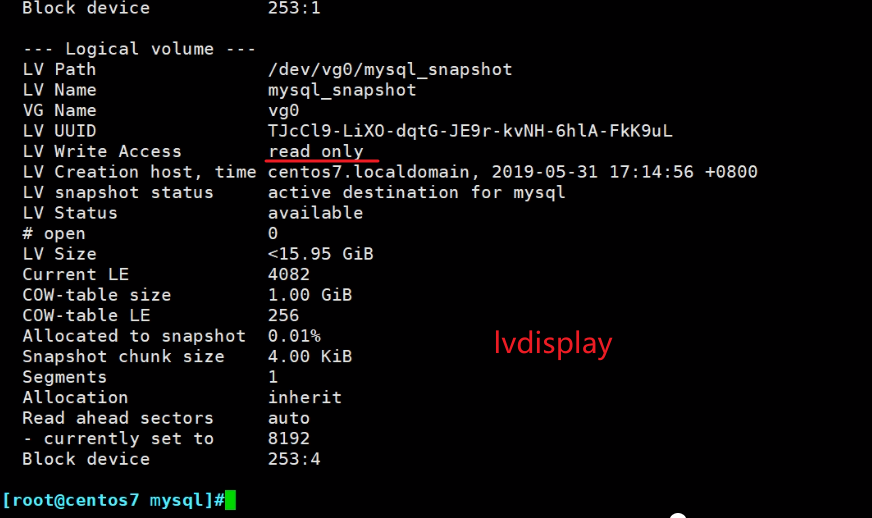 Block device 253:1
--- Logical volume ---
LV Path /dev/vg0/mysql_snapshot
LV Name mysql_snapshot
VG Name vg0
LV UUID TJcCl9-LiXO-dqtG-JE9r-kvNH-6hlA-FkK9uL
LV Write Access read only
LV Creation host, time centos7.localdomain, 2019-05-31 17:14:56 +0800
LV snapshot status active destination for mysql
LV Status available
# open 0
LV Size <15.95 GiB
Current LE 4082
COW-table size 1.00 GiB
COW-table LE 256
Allocated to snapshot 0.01%
lvdisplay
Snapshot chunk size 4.00 KiB
Segments 1
Allocation inherit
Read ahead sectors auto
- currently set to 8192
Block device 253:4
[root@centos7 mysql]#